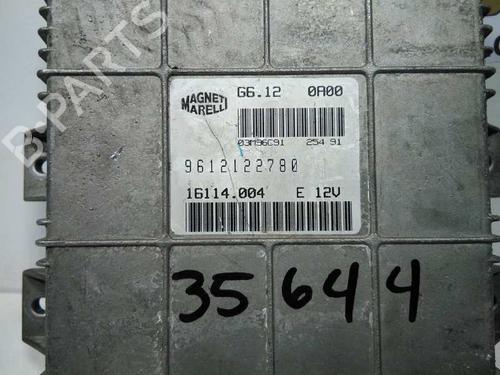 MAGNETI MARELLI G6.12 0A00
03M96C91 254 91
9612122780
16114.004 E 12V
35644
B-PARTS